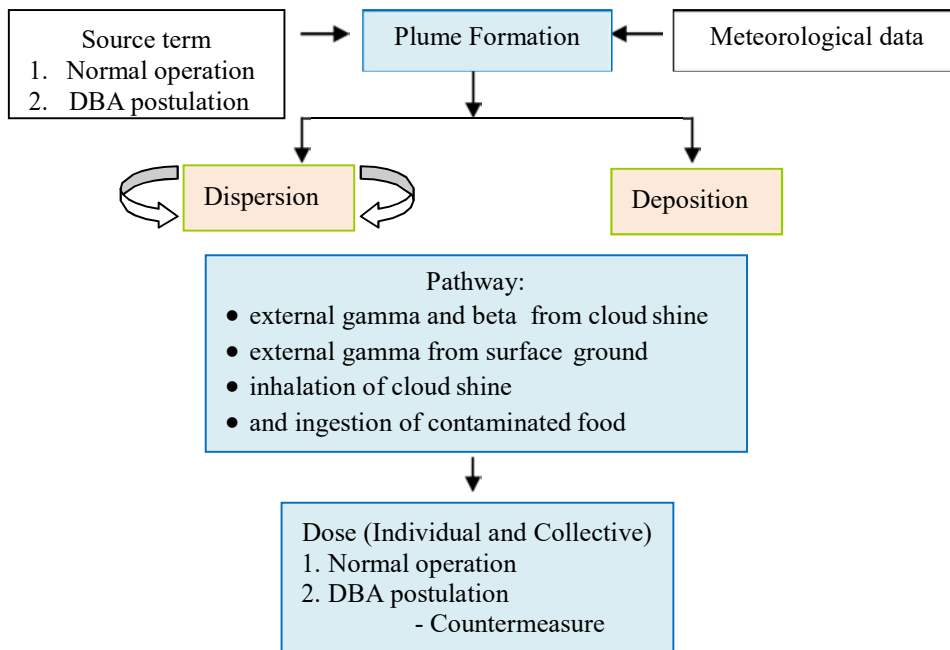 Source term
1. Normal operation
2. DBA postulation
Plume Formation
Meteorological data
Dispersion
Deposition
Pathway:
• external gamma and beta from cloud shine
• external gamma from surface ground
• inhalation of cloud shine
• and ingestion of contaminated food
Dose (Individual and Collective)
1. Normal operation
2. DBA postulation
- Countermeasure